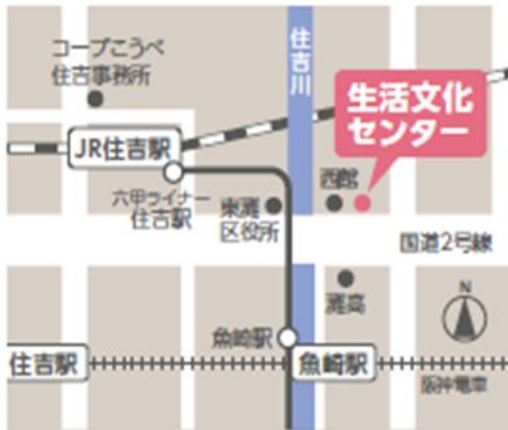 コープこうべ
住吉事務所
住吉川
生活文化
センター
JR住吉駅
六甲ライナー
住吉駅
東灘
区役所
西館
国道2号線
灘高
N
魚崎駅
住吉駅
魚崎駅
阪神電車